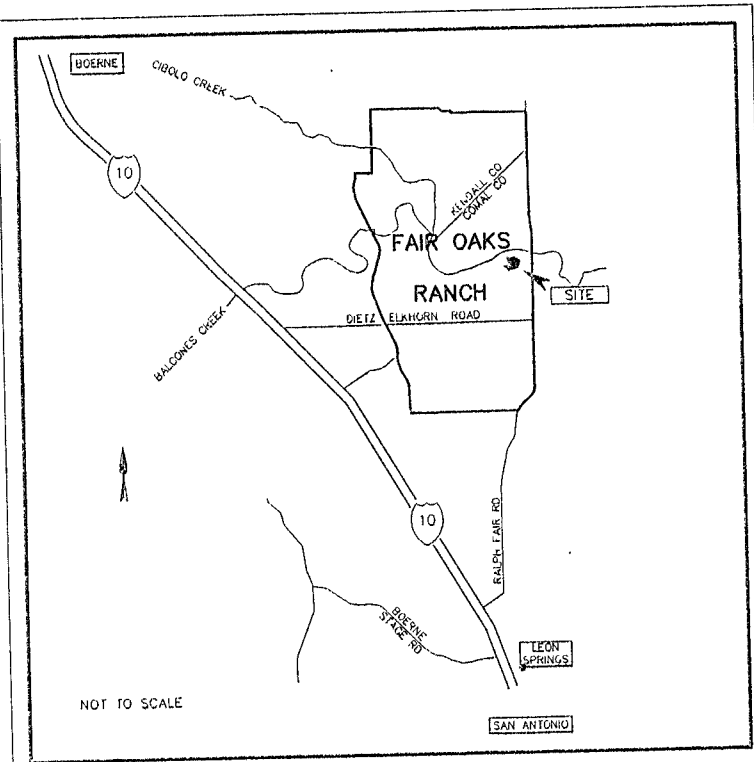 BOERNE
CIBOLO CREEK
10
KENDALL CO
COMAL CO
FAIR OAKS
RANCH
SITE
DIETZ ELKHORN ROAD
BALCONES CREEK
10
RALPH FAIR RD
BOERNE
STAGE RD
LEON
SPRINGS
NOT TO SCALE
SAN ANTONIO